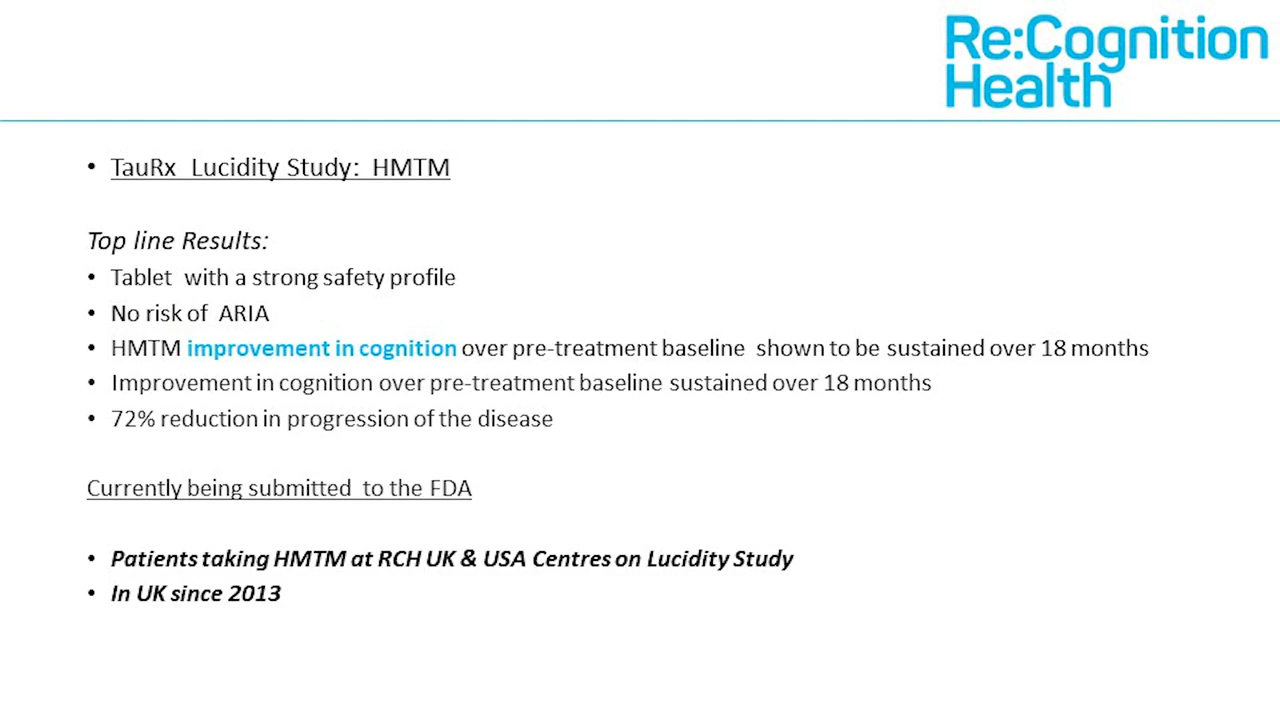 Re:Cognition
Health
• TauRx Lucidity Study: HMTM
Top line Results:
• Tablet with a strong safety profile
• No risk of ARIA
• HMTM improvement in cognition over pre-treatment baseline shown to be sustained over 18 months
• Improvement in cognition over pre-treatment baseline sustained over 18 months
• 72% reduction in progression of the disease
Currently being submitted to the FDA
• Patients taking HMTM at RCH UK & USA Centres on Lucidity Study
• In UK since 2013